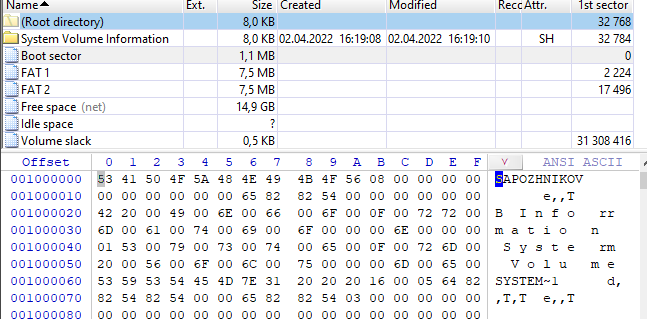 Name Ext. Size Created Modified Recc Attr. 1st sector
(Root directory) 8,0 KB 32 768
System Volume Information 8,0 KB 02.04.2022 16:19:08 02.04.2022 16:19:10 SH 32 784
Boot sector 1,1 MB 0
FAT 1 7,5 MB 2 224
FAT 2 7,5 MB 17 496
Free space (net) 14,9 GB
Idle space ?
Volume slack 0,5 KB 31 308 416
Offset 0 1 2 3 4 5 6 7 8 9 A B C D E F ANSI ASCII
001000000 53 41 50 4F 5A 48 4E 49 4B 4F 56 08 00 00 00 00 SAPOZHNIKOV
001000010 00 00 00 00 00 00 65 82 82 54 00 00 00 00 00 00 e,,T
001000020 42 20 00 49 00 6E 00 66 00 6F 00 0F 00 72 72 00 B I n f o rr
001000030 6D 00 61 00 74 00 69 00 6F 00 00 00 6E 00 00 00 m a t i o n
001000040 01 53 00 79 00 73 00 74 00 65 00 0F 00 72 6D 00 S y s t e rm
001000050 20 00 56 00 6F 00 6C 00 75 00 00 00 6D 00 65 00 V o l u m e
001000060 53 59 53 54 45 4D 7E 31 20 20 20 16 00 05 64 82 SYSTEM~1 d,
001000070 82 54 82 54 00 00 65 82 82 54 03 00 00 00 00 00 ,T,T e,,T
001000080 00 00 00 00 00 00 00 00 00 00 00 00 00 00 00 00